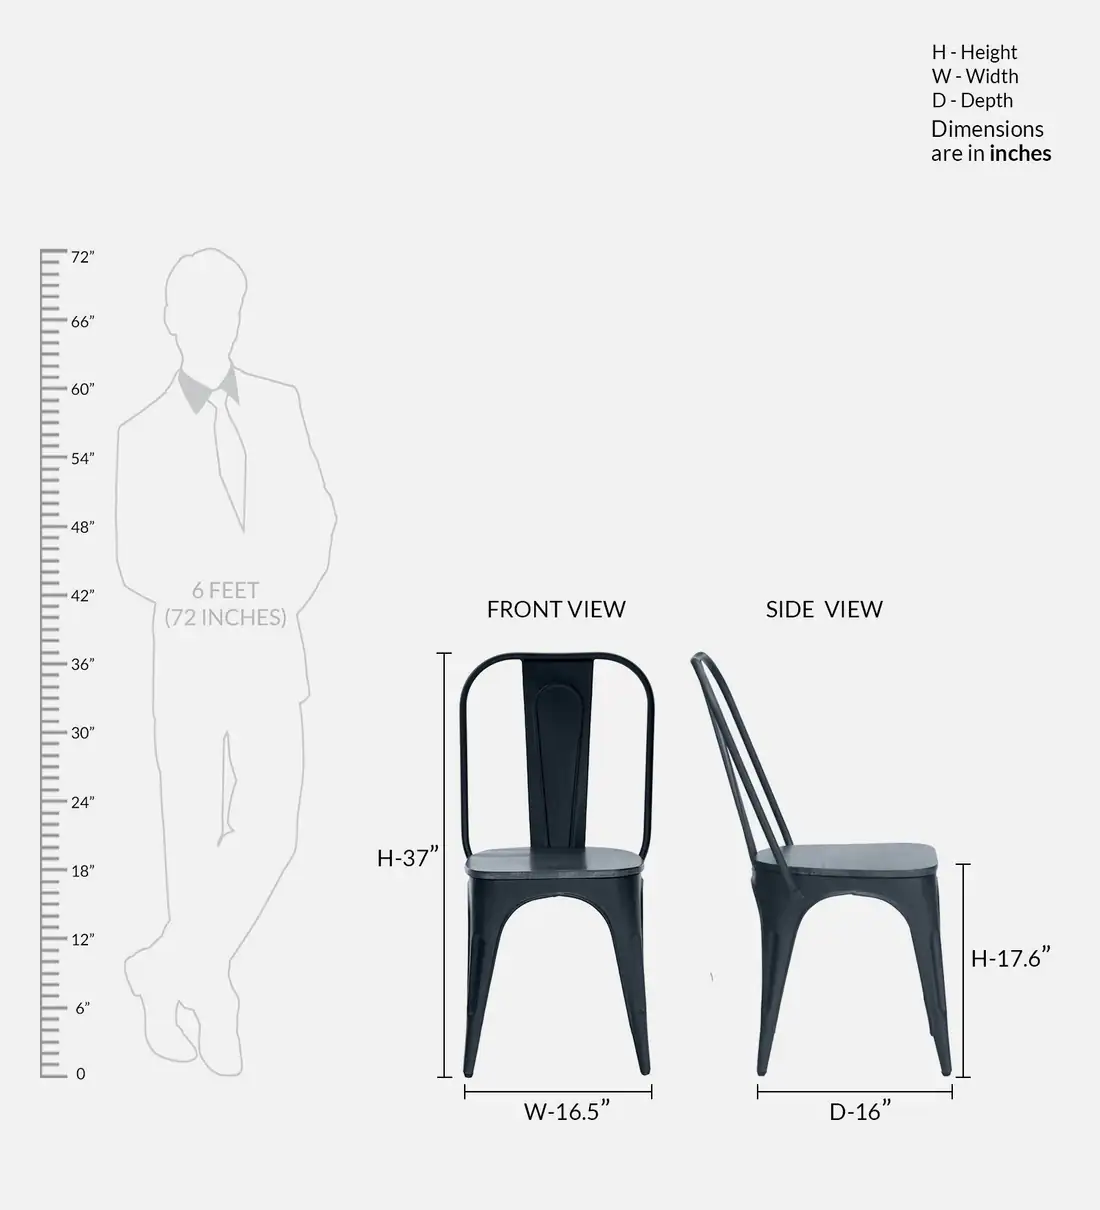 H - Height
W - Width
D - Depth
Dimensions
are in inches
72”
66”
60”
54”
48”
42”
36”
30”
24”
18”
12”
6”
0
6 FEET
(72 INCHES)
FRONT VIEW
SIDE VIEW
H-37”
H-17.6”
W-16.5”
D-16”